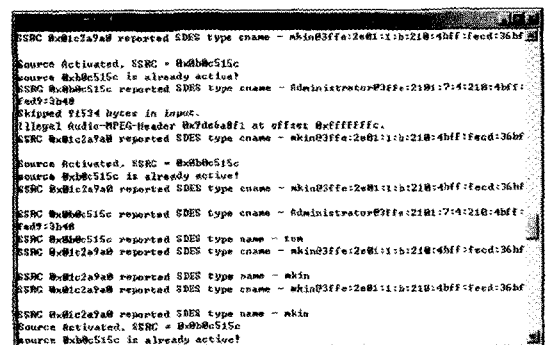 SSRC 0x01c2a9a0 reported SDES type cname - mkin@3ffe:2e01:1:b:210:4bff:fecd:36bf
Source Activated, SSRC = 0x0b0c515c
source 0xb0c515c is already active!
SSRC 0x0b0c515c reported SDES type cname - Administrator@3ffe:2e01:7:4:210:4bff:
fed9:3b40
Skipped 91534 bytes in input.
Illegal Audio-MPEG-Header at offset 0xfffffffc.
SSRC 0x01c2a9a0 reported SDES type cname - mkin@3ffe:2e01:1:b:210:4bff:fecd:36bf
Source Activated, SSRC = 0x0b0c515c
source 0xb0c515c is already active!
SSRC 0x01c2a9a0 reported SDES type cname - mkin@3ffe:2e01:1:b:210:4bff:fecd:36bf
SSRC 0x0b0c515c reported SDES type cname - Administrator@3ffe:2e01:7:4:210:4bff:
fed9:3b40
SSRC 0x0b0c515c reported SDES type name - tom
SSRC 0x01c2a9a0 reported SDES type cname - mkin@3ffe:2e01:1:b:210:4bff:fecd:36bf
SSRC 0x01c2a9a0 reported SDES type name - mkin
SSRC 0x01c2a9a0 reported SDES type cname - mkin@3ffe:2e01:1:b:210:4bff:fecd:36bf
SSRC 0x01c2a9a0 reported SDES type name - mkin
Source Activated, SSRC = 0x0b0c515c
source 0xb0c515c is already active!